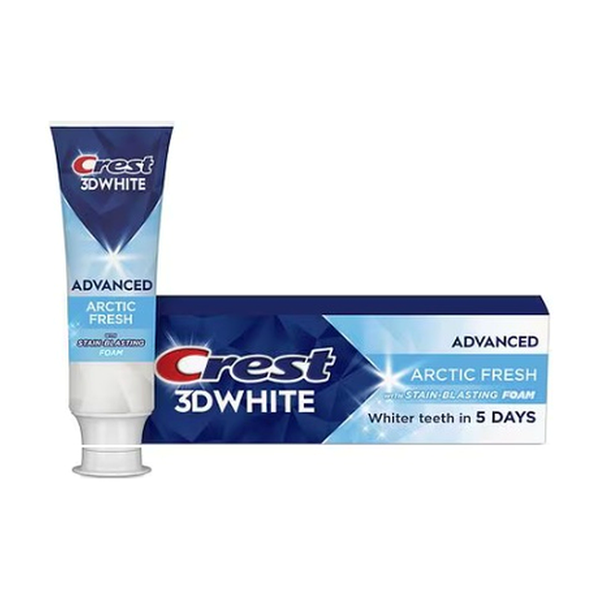 Crest
3DWHITE
ADVANCED
ARCTIC
FRESH
WITH
STAIN-BLASTING
FOAM
Crest
3DWHITE
ADVANCED
ARCTIC FRESH
WITH STAIN-BLASTING FOAM
Whiter teeth in 5 DAYS